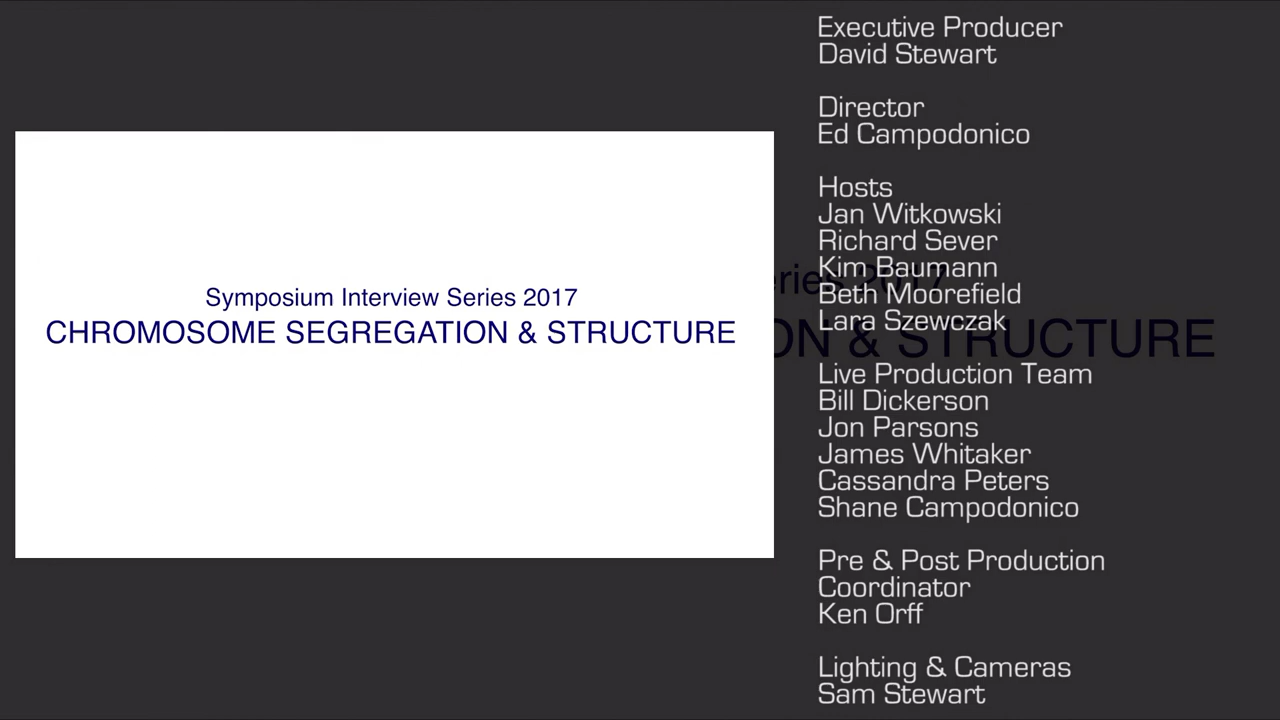 Symposium Interview Series 2017
CHROMOSOME SEGREGATION & STRUCTURE
Executive Producer
David Stewart
Director
Ed Campodonico
Hosts
Jan Witkowski
Richard Sever
Kim Baumann
Beth Moorefield
Lara Szewczak
Live Production Team
Bill Dickerson
Jon Parsons
James Whitaker
Cassandra Peters
Shane Campodonico
Pre & Post Production
Coordinator
Ken Orff
Lighting & Cameras
Sam Stewart
2017
& STRUCTURE